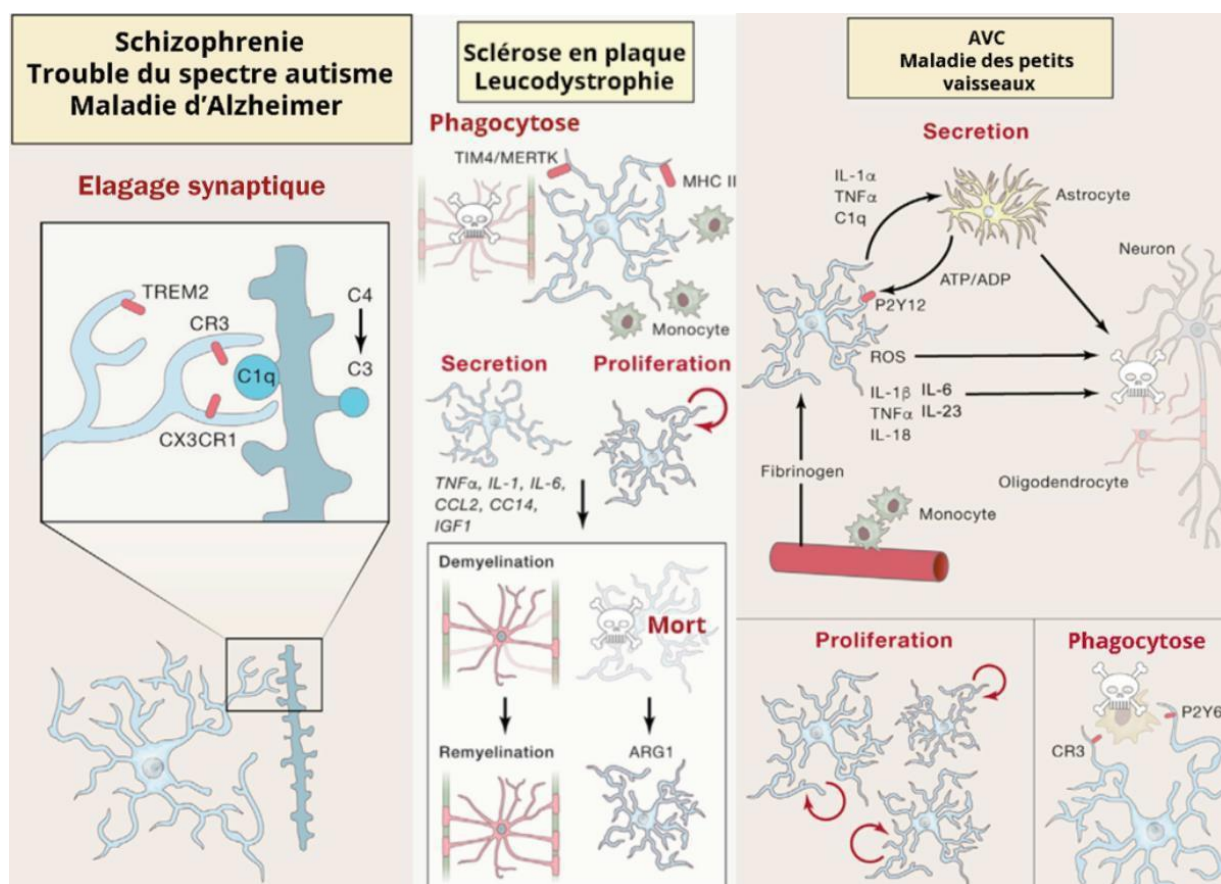 Schizophrenie
Trouble du spectre autisme
Maladie d'Alzheimer
Elagage synaptique
TREM2
CR3
C1q
CX3CR1
C4
C3
Sclérose en plaque
Leucodystrophie
Phagocytose
TIM4/MERTK
MHC II
Monocyte
Secretion
Proliferation
TNFα, IL-1, IL-6,
CCL2, CC14,
IGF1
Demyelination
Mort
Remyelination
ARG1
AVC
Maladie des petits
vaisseaux
Secretion
IL-1α
TNFα
C1q
Astrocyte
Neuron
ATP/ADP
P2Y12
ROS
IL-1β IL-6
TNFα IL-23
IL-18
Fibrinogen
Oligodendrocyte
Monocyte
Proliferation
Phagocytose
P2Y6
CR3